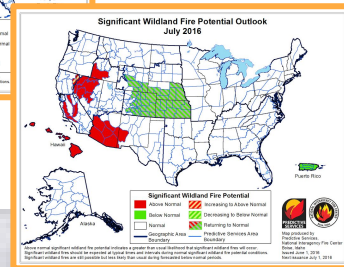 Significant Wildland Fire Potential Outlook
July 2016
Hawaii
Alaska
Puerto Rico
Significant Wildland Fire Potential
Above Normal
Below Normal
Normal
Geographic Area Boundary
Increasing to Above Normal
Decreasing to Below Normal
Returning to Normal
Predictive Services Area Boundary
PREDICTIVE SERVICES
Map produced by
Predictive Services,
National Interagency Fire Center
Boise, Idaho
Issued June 1, 2016
Next issuance July 1, 2016
Above normal significant wildland fire potential indicates a greater than usual likelihood that significant wildland fires will occur.
Significant wildland fires should be expected at typical times and intervals during normal significant wildland fire potential conditions.
Significant wildland fires are still possible but less likely than usual during forecasted below normal periods.